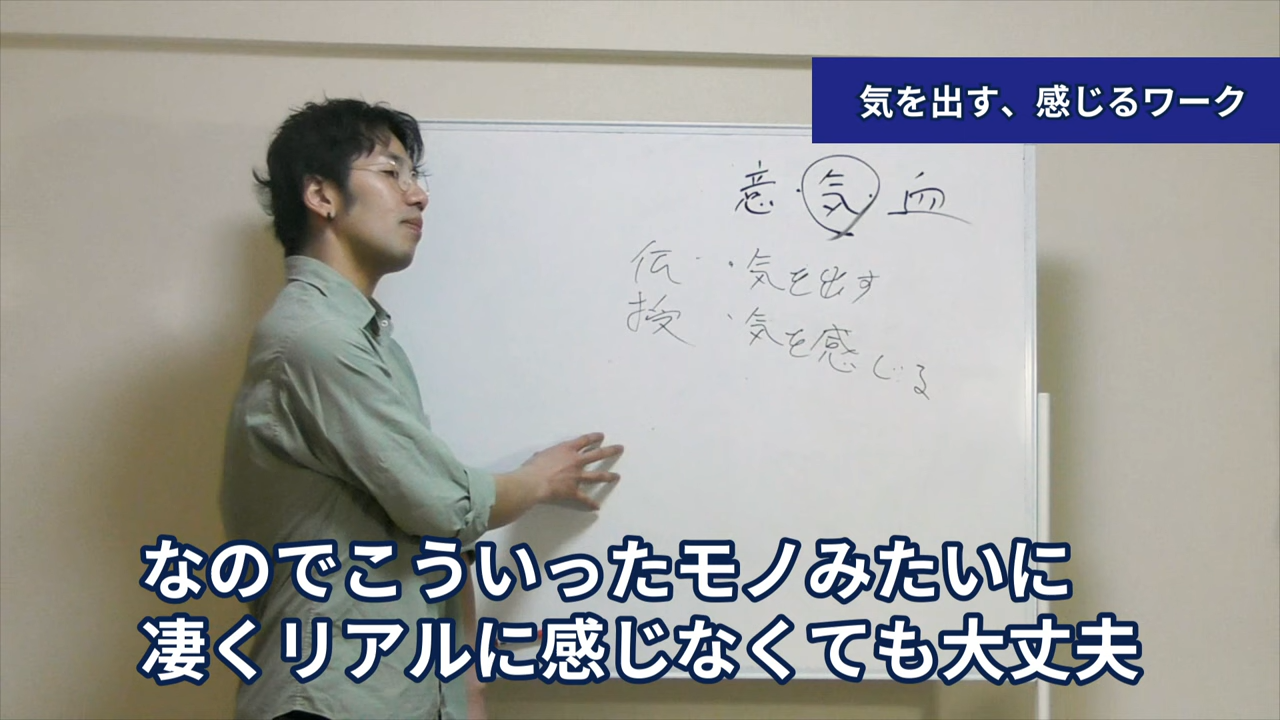 気を出す、感じるワーク
意・気・血
伝授
・気を出す
・気を感じる
なのでこういったモノみたいに
凄くリアルに感じなくても大丈夫